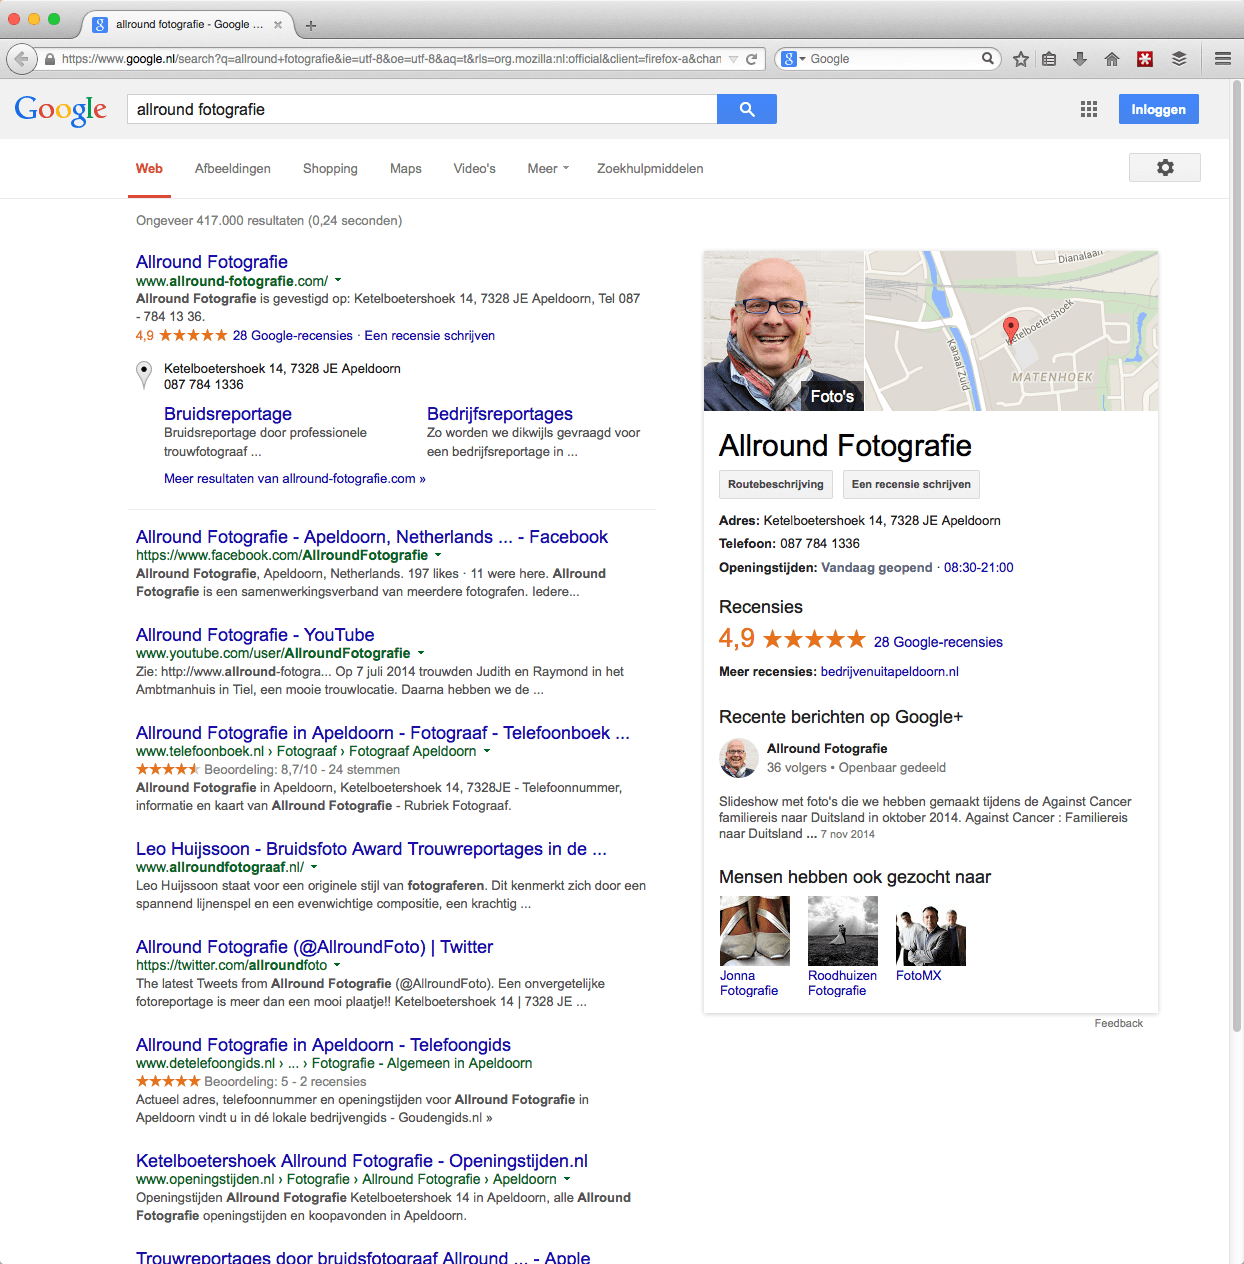 allround fotografie - Google ...
https://www.google.nl/search?q=allround+fotografie&ie=utf-8&oe=utf-8&aq=t&rls=org.mozilla:nl:official&client=firefox-a&chan
Google
Google
allround fotografie
Inloggen
Web
Afbeeldingen
Shopping
Maps
Video's
Meer
Zoekhulpmiddelen
Ongeveer 417.000 resultaten (0,24 seconden)
Allround Fotografie
www.allround-fotografie.com/
Allround Fotografie is gevestigd op: Ketelboetershoek 14, 7328 JE Apeldoorn, Tel 087
- 784 13 36.
4,9 ★★★★★ 28 Google-recensies · Een recensie schrijven
Ketelboetershoek 14, 7328 JE Apeldoorn
087 784 1336
Bruidsreportage
Bruidsreportage door professionele
trouwfotograaf ...
Bedrijfsreportages
Zo worden we dikwijls gevraagd voor
een bedrijfsreportage in ...
Meer resultaten van allround-fotografie.com »
Allround Fotografie - Apeldoorn, Netherlands ... - Facebook
https://www.facebook.com/AllroundFotografie
Allround Fotografie, Apeldoorn, Netherlands. 197 likes · 11 were here. Allround
Fotografie is een samenwerkingsverband van meerdere fotografen. Iedere...
Allround Fotografie - YouTube
www.youtube.com/user/AllroundFotografie
Zie: http://www.allround-fotogra... Op 7 juli 2014 trouwden Judith en Raymond in het
Ambtmanhuis in Tiel, een mooie trouwlocatie. Daarna hebben we de ...
Allround Fotografie in Apeldoorn - Fotograaf - Telefoonboek ...
www.telefoonboek.nl › Fotograaf › Fotograaf Apeldoorn
Beoordeling: 8,7/10 - 24 stemmen
Allround Fotografie in Apeldoorn, Ketelboetershoek 14, 7328JE - Telefoonnummer,
informatie en kaart van Allround Fotografie - Rubriek Fotograaf.
Leo Huijssoon - Bruidsfoto Award Trouwreportages in de ...
www.allroundfotograaf.nl/
Leo Huijssoon staat voor een originele stijl van fotograferen. Dit kenmerkt zich door een
spannend lijnenspel en een evenwichtige compositie, een krachtig ...
Allround Fotografie (@AllroundFoto) | Twitter
https://twitter.com/allroundfoto
The latest Tweets from Allround Fotografie (@AllroundFoto). Een onvergetelijke
fotoreportage is meer dan een mooi plaatje!! Ketelboetershoek 14 | 7328 JE ...
Allround Fotografie in Apeldoorn - Telefoongids
www.detelefoongids.nl › ... › Fotografie - Algemeen in Apeldoorn
Beoordeling: 5 - 2 recensies
Actueel adres, telefoonnummer en openingstijden voor Allround Fotografie in
Apeldoorn vindt u in dé lokale bedrijvengids - Goudengids.nl »
Ketelboetershoek Allround Fotografie - Openingstijden.nl
www.openingstijden.nl › Fotografie › Allround Fotografie › Apeldoorn
Openingstijden Allround Fotografie Ketelboetershoek 14 in Apeldoorn, alle Allround
Fotografie openingstijden en koopavonden in Apeldoorn.
Trouwreportages door bruidsfotograaf Allround ... - Apple
Foto's
Dianalaan
Ketelboetershoek
Kanaal Zuid
MATENHOEK
Allround Fotografie
Routebeschrijving
Een recensie schrijven
Adres: Ketelboetershoek 14, 7328 JE Apeldoorn
Telefoon: 087 784 1336
Openingstijden: Vandaag geopend · 08:30-21:00
Recensies
4,9 ★★★★★ 28 Google-recensies
Meer recensies: bedrijvenuitapeldoorn.nl
Recente berichten op Google+
Allround Fotografie
36 volgers • Openbaar gedeeld
Slideshow met foto's die we hebben gemaakt tijdens de Against Cancer
familiereis naar Duitsland in oktober 2014. Against Cancer : Familiereis
naar Duitsland ... 7 nov 2014
Mensen hebben ook gezocht naar
Jonna
Fotografie
Roodhuizen
Fotografie
FotoMX
Feedback